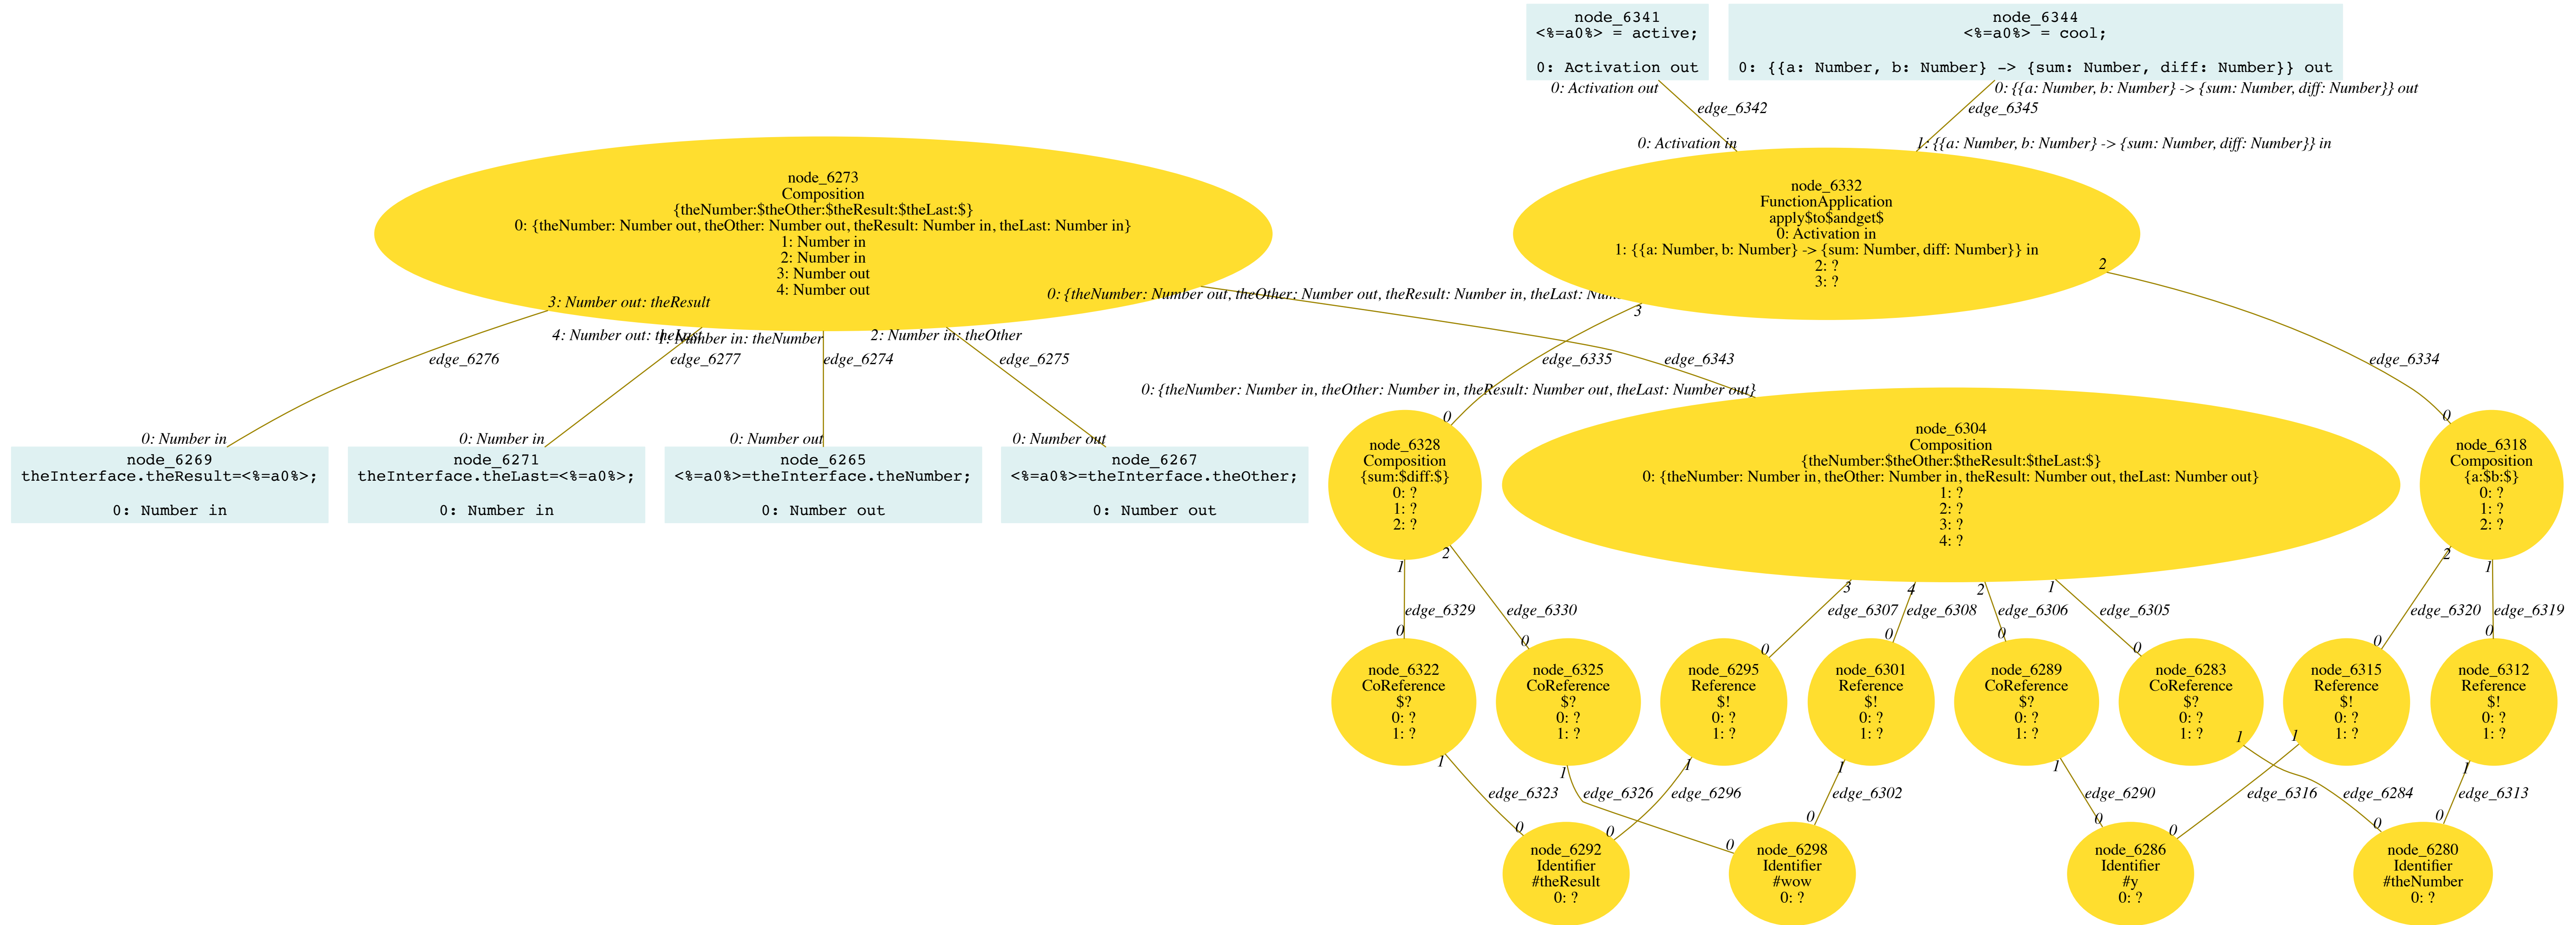 node_6341
<%=a0%> = active;
0: Activation out
node_6344
<%=a0%> = cool;
0: {{a: Number, b: Number} -> {sum: Number, diff: Number}} out
0: Activation out
0: {{a: Number, b: Number} -> {sum: Number, diff: Number}} out
edge_6342
edge_6345
0: Activation in
1: {{a: Number, b: Number} -> {sum: Number, diff: Number}} in
node_6273
Composition
{theNumber:$theOther:$theResult:$theLast:$}
0: {theNumber: Number out, theOther: Number out, theResult: Number in, theLast: Number in}
1: Number in
2: Number in
3: Number out
4: Number out
node_6332
FunctionApplication
apply$to$andget$
0: Activation in
1: {{a: Number, b: Number} -> {sum: Number, diff: Number}} in
2: ?
3: ?
2
3: Number out: theResult
0: {theNumber: Number out, theOther: Number out, theResult: Number in, theLast:
3
4: Number out: theLast
1: Number in: theNumber
2: Number in: theOther
edge_6276
edge_6277
edge_6274
edge_6275
edge_6335
edge_6343
edge_6334
0: {theNumber: Number in, theOther: Number in, theResult: Number out, theLast: Number out}
0
0
0: Number in
0: Number in
0: Number out
0: Number out
node_6269
theInterface.theResult=<%=a0%>;
0: Number in
node_6271
theInterface.theLast=<%=a0%>;
0: Number in
node_6265
<%=a0%>=theInterface.theNumber;
0: Number out
node_6267
<%=a0%>=theInterface.theOther;
0: Number out
node_6328
Composition
{sum:$diff:$}
0: ?
1: ?
2: ?
node_6304
Composition
{theNumber:$theOther:$theResult:$theLast:$}
0: {theNumber: Number in, theOther: Number in, theResult: Number out, theLast: Number out}
1: ?
2: ?
3: ?
4: ?
node_6318
Composition
{a:$b:$}
0: ?
1: ?
2: ?
1
2
3
4
2
1
2
1
edge_6329
edge_6330
edge_6307
edge_6308
edge_6306
edge_6305
edge_6320
edge_6319
0
0
0
0
0
0
0
0
node_6322
CoReference
$?
0: ?
1: ?
node_6325
CoReference
$?
0: ?
1: ?
node_6295
Reference
$!
0: ?
1: ?
node_6301
Reference
$!
0: ?
1: ?
node_6289
CoReference
$?
0: ?
1: ?
node_6283
CoReference
$?
0: ?
1: ?
node_6315
Reference
$!
0: ?
1: ?
node_6312
Reference
$!
0: ?
1: ?
1
1
1
1
1
1
1
1
edge_6323
edge_6326
edge_6296
edge_6302
edge_6290
edge_6316
edge_6284
edge_6313
0
0
0
0
0
0
0
0
node_6292
Identifier
#theResult
0: ?
node_6298
Identifier
#wow
0: ?
node_6286
Identifier
#y
0: ?
node_6280
Identifier
#theNumber
0: ?